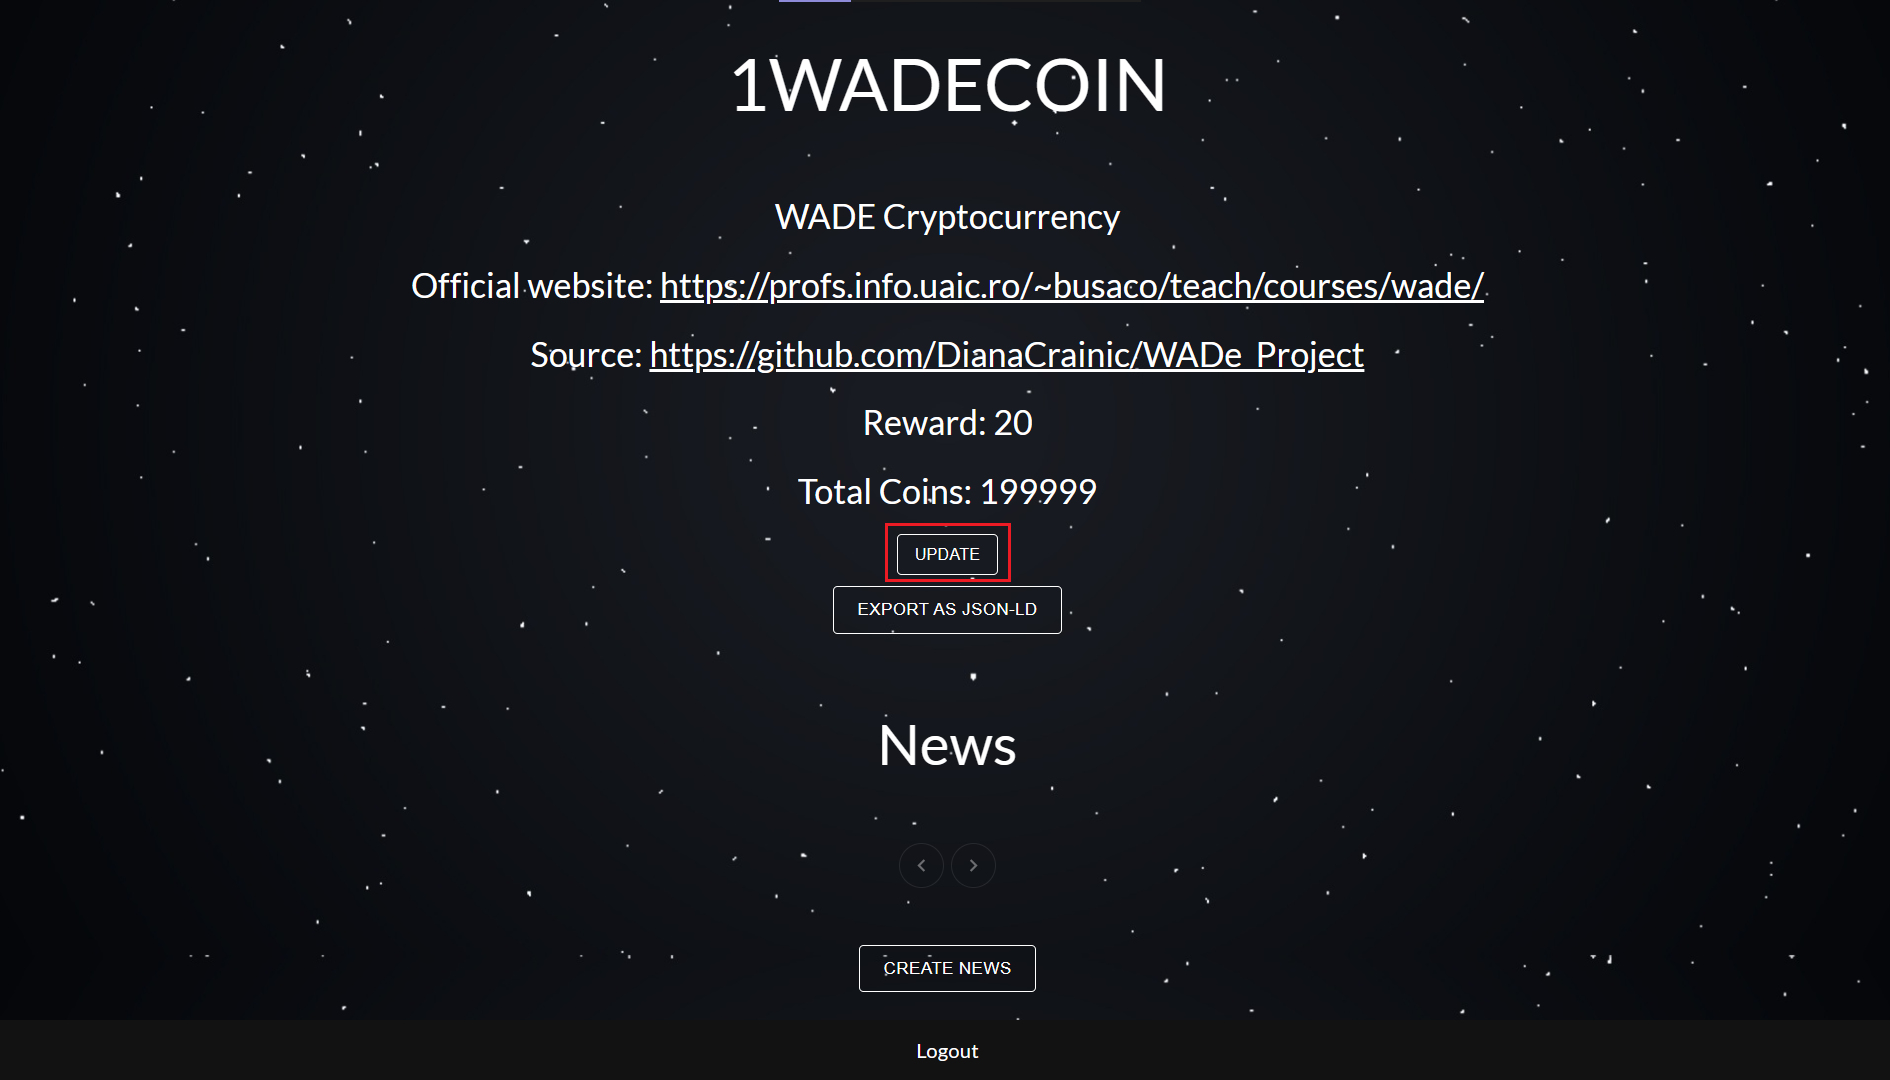 1WADECOIN
WADE Cryptocurrency
Official website: https://profs.info.uaic.ro/~busaco/teach/courses/wade/
Source: https://github.com/DianaCrainic/WADe_Project
Reward: 20
Total Coins: 199999
UPDATE
EXPORT AS JSON-LD
News
CREATE NEWS
Logout